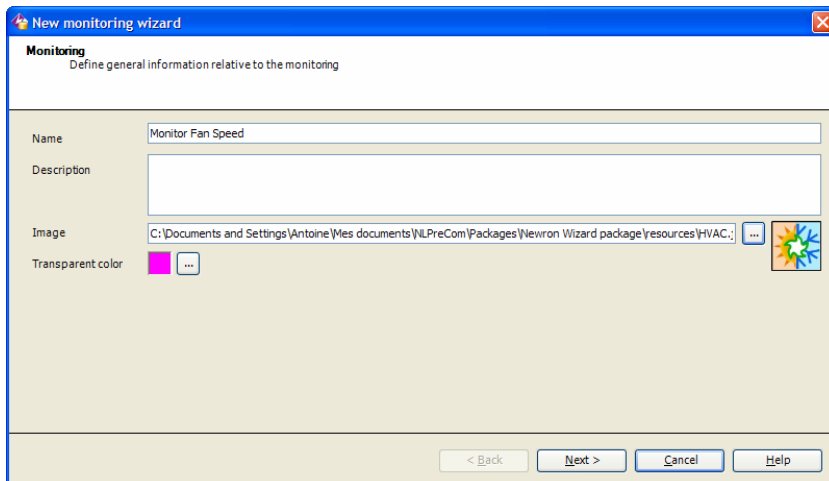 New monitoring wizard
Monitoring
Define general information relative to the monitoring
Name
Monitor Fan Speed
Description
Image
C:\Documents and Settings\Antoine\Mes documents\NLPreCom\Packages\Newron Wizard package\resources\HVAC.j
...
Transparent color
...
< Back
Next >
Cancel
Help